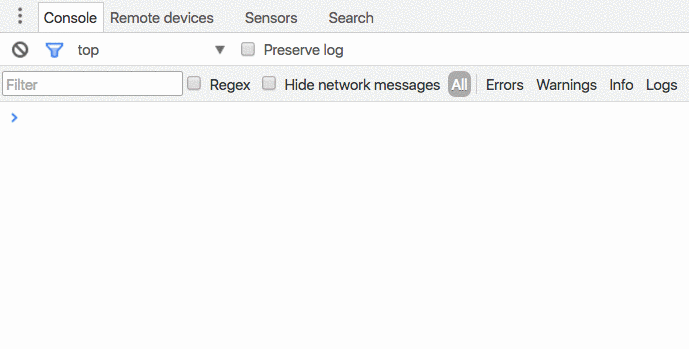 Console Remote devices Sensors Search
top Preserve log
Filter Regex Hide network messages All Errors Warnings Info Logs